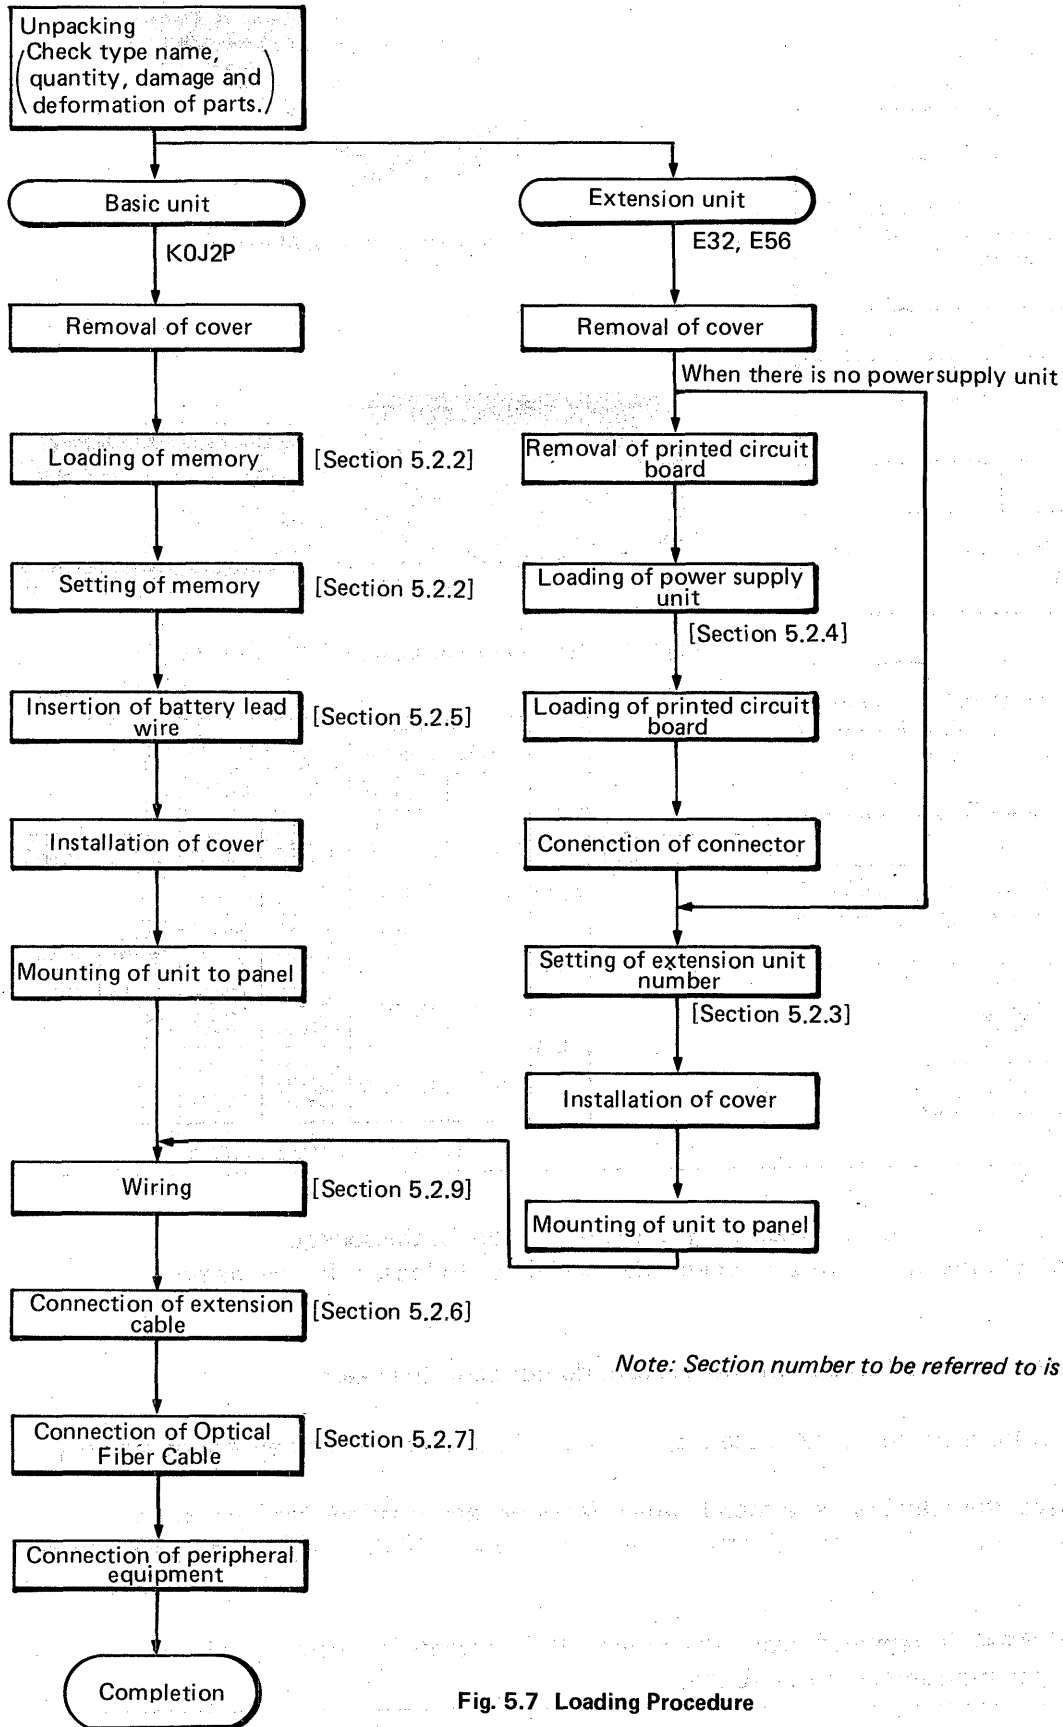 Unpacking
(Check type name,
quantity, damage and
deformation of parts.)
Basic unit
K0J2P
Removal of cover
Loading of memory
[Section 5.2.2]
Setting of memory
[Section 5.2.2]
Insertion of battery lead
wire
[Section 5.2.5]
Installation of cover
Mounting of unit to panel
Extension unit
E32, E56
Removal of cover
When there is no powersupply unit
Removal of printed circuit
board
Loading of power supply
unit
[Section 5.2.4]
Loading of printed circuit
board
Conenction of connector
Setting of extension unit
number
[Section 5.2.3]
Installation of cover
Mounting of unit to panel
Wiring
[Section 5.2.9]
Connection of extension
cable
[Section 5.2.6]
Note: Section number to be referred to is
Connection of Optical
Fiber Cable
[Section 5.2.7]
Connection of peripheral
equipment
Completion
Fig. 5.7 Loading Procedure